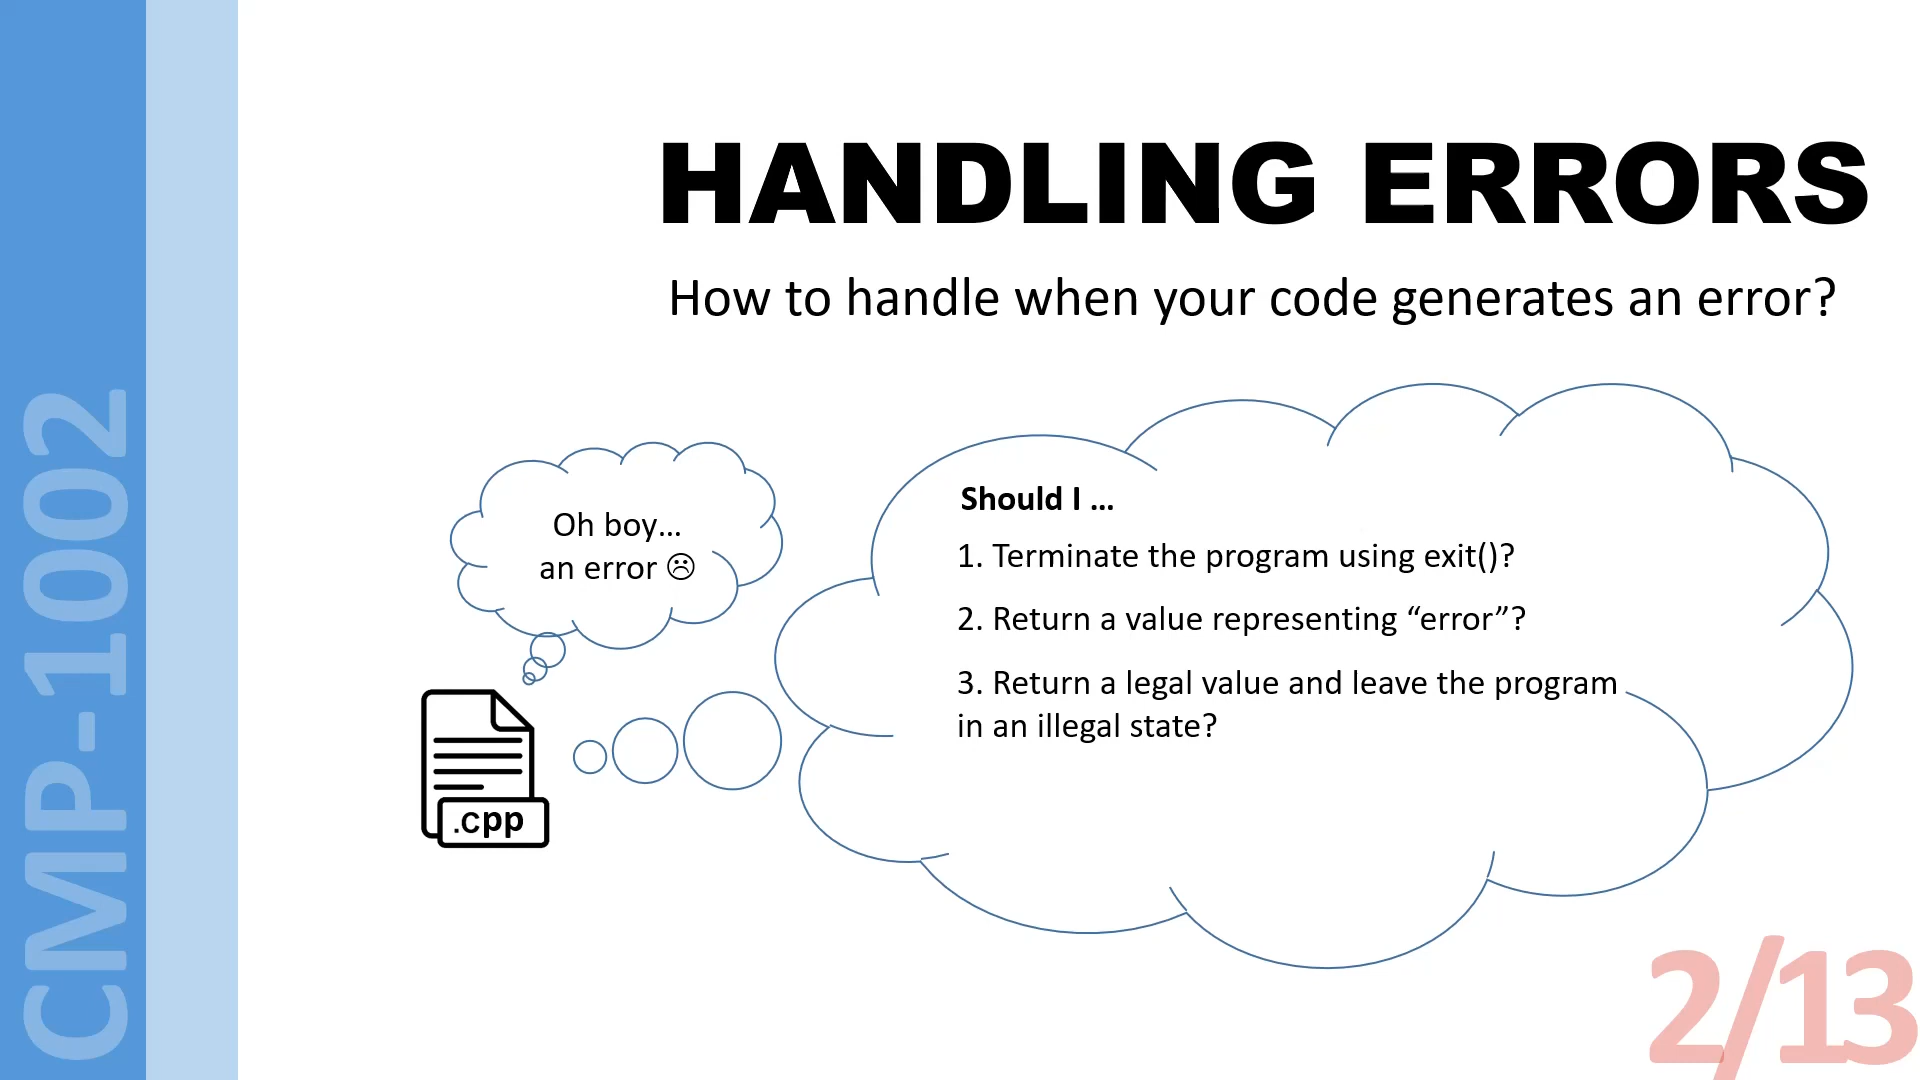 CMP-1002
HANDLING ERRORS
How to handle when your code generates an error?
Oh boy...
an error ☹
.cpp
Should I ...
1. Terminate the program using exit()?
2. Return a value representing “error”?
3. Return a legal value and leave the program
in an illegal state?
2/13